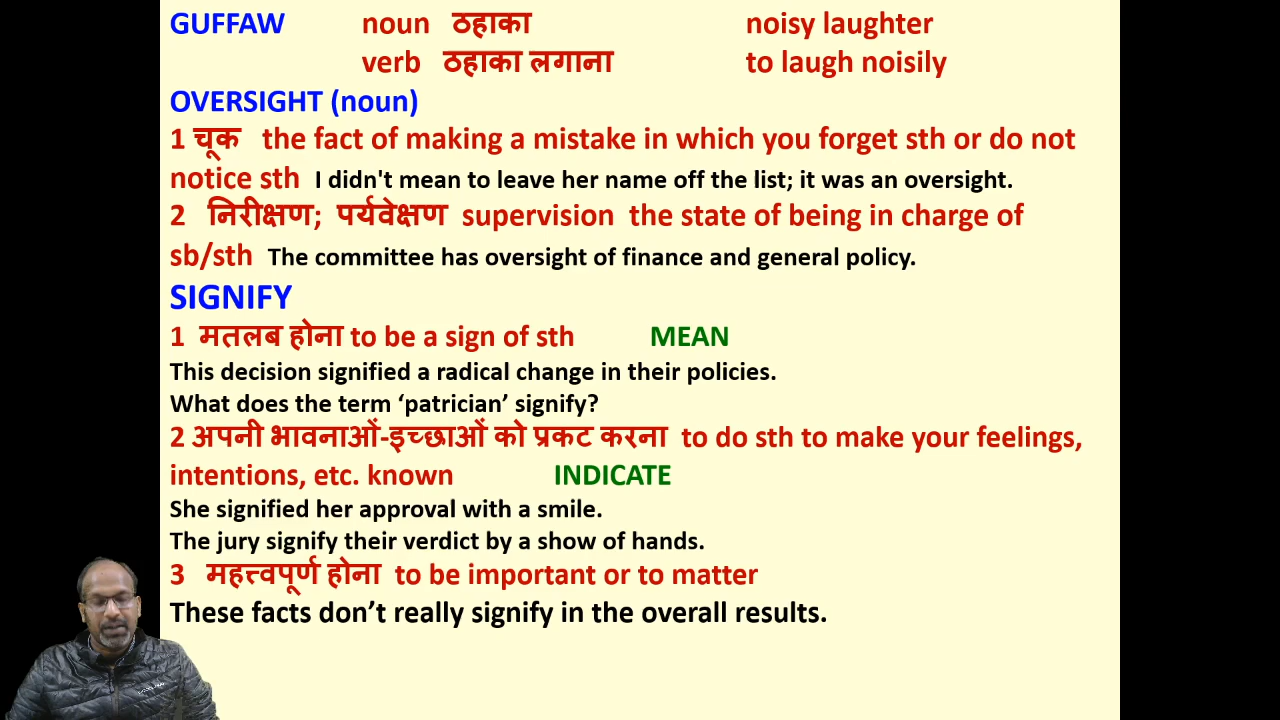 GUFFAW noun ठहाका noisy laughter
verb ठहाका लगाना to laugh noisily
OVERSIGHT (noun)
1 चूक the fact of making a mistake in which you forget sth or do not
notice sth I didn't mean to leave her name off the list; it was an oversight.
2 निरीक्षण; पर्यवेक्षण supervision the state of being in charge of
sb/sth The committee has oversight of finance and general policy.
SIGNIFY
1 मतलब होना to be a sign of sth MEAN
This decision signified a radical change in their policies.
What does the term ‘patrician’ signify?
2 अपनी भावनाओं-इच्छाओं को प्रकट करना to do sth to make your feelings,
intentions, etc. known INDICATE
She signified her approval with a smile.
The jury signify their verdict by a show of hands.
3 महत्त्वपूर्ण होना to be important or to matter
These facts don’t really signify in the overall results.